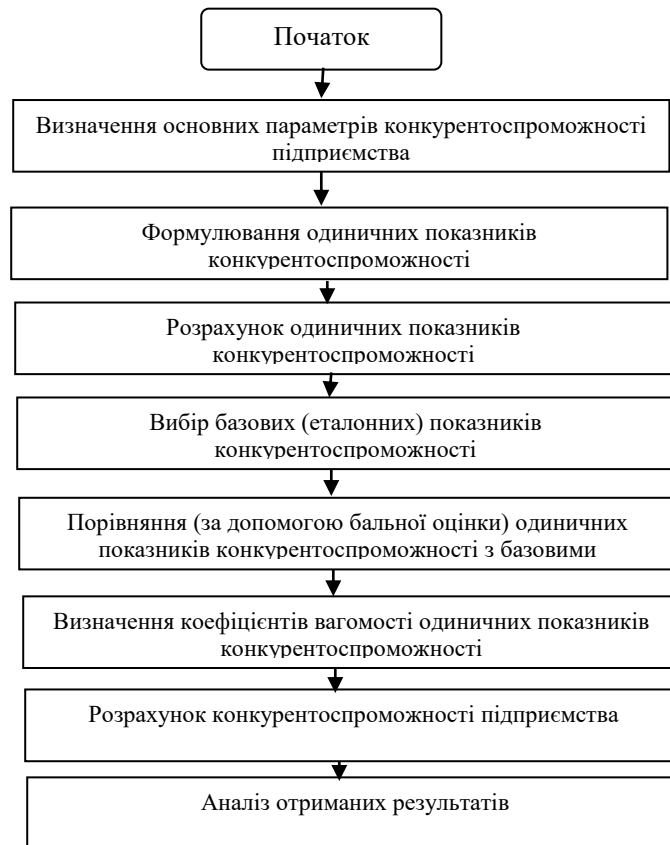 Початок
Визначення основних параметрів конкурентоспроможності
підприємства
Формулювання одиничних показників
конкурентоспроможності
Розрахунок одиничних показників
конкурентоспроможності
Вибір базових (еталонних) показників
конкурентоспроможності
Порівняння (за допомогою бальної оцінки) одиничних
показників конкурентоспроможності з базовими
Визначення коефіцієнтів вагомості одиничних показників
конкурентоспроможності
Розрахунок конкурентоспроможності підприємства
Аналіз отриманих результатів